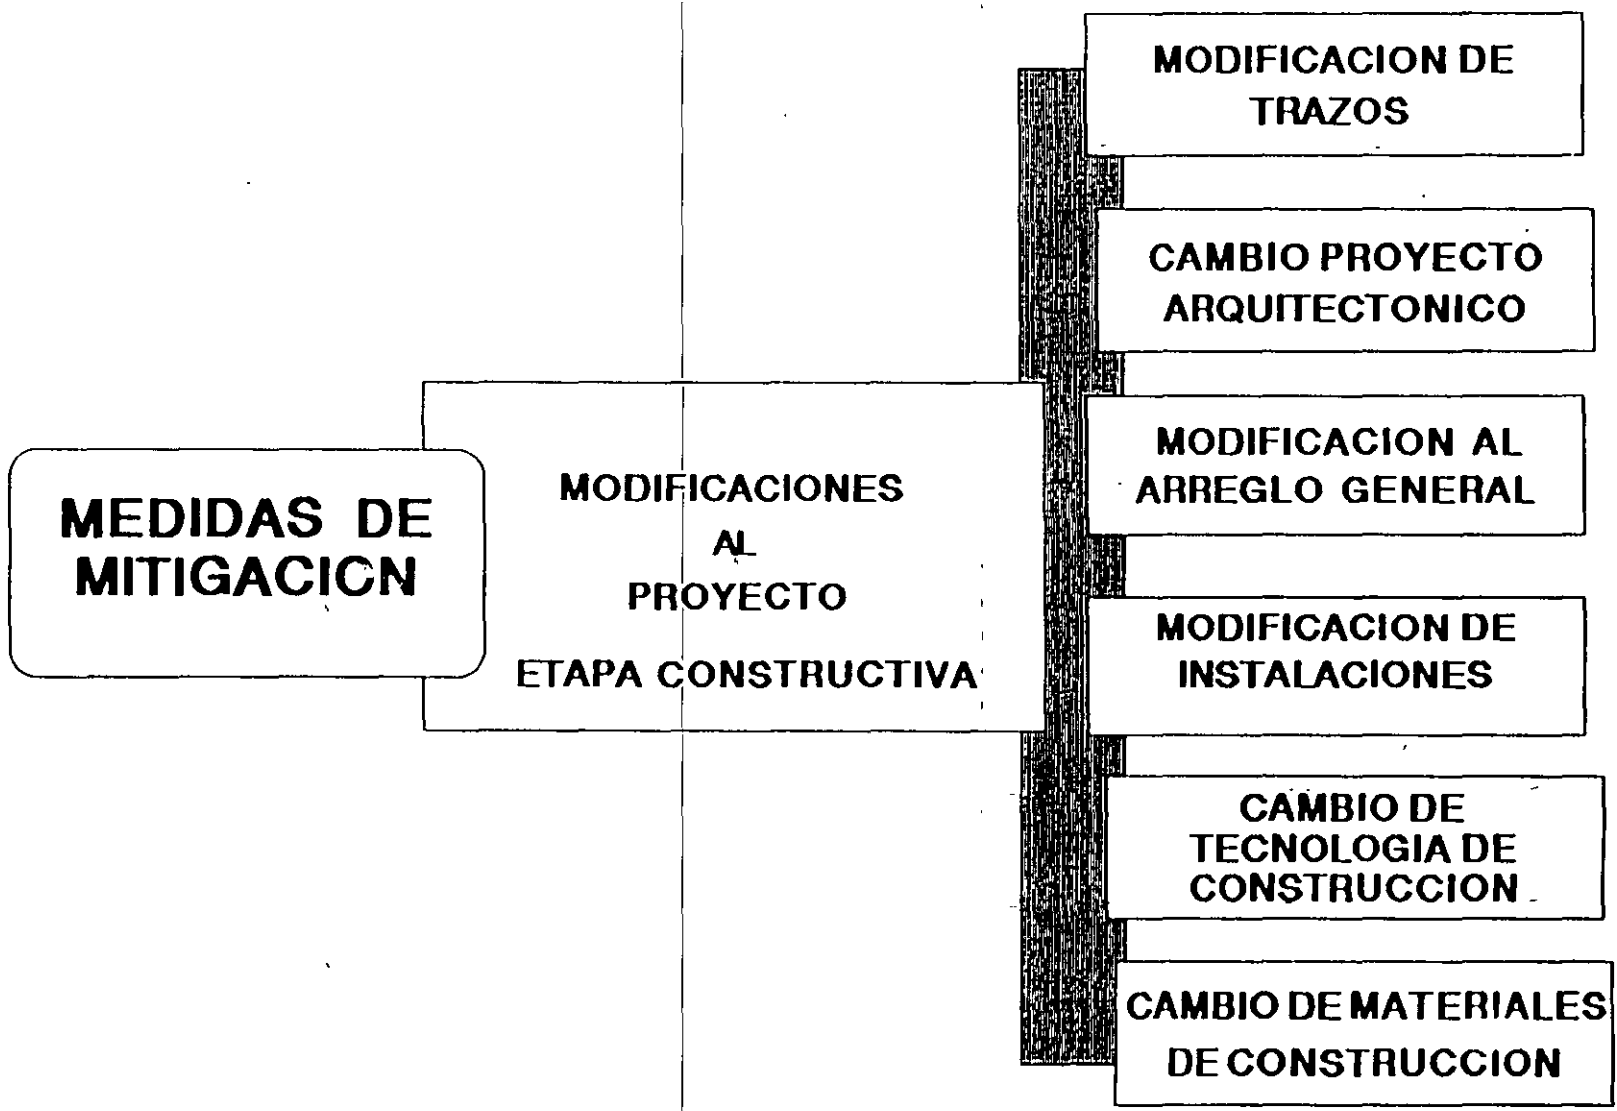 MEDIDAS DE
MITIGACION
MODIFICACIONES
AL
PROYECTO
ETAPA CONSTRUCTIVA
MODIFICACION DE
TRAZOS
CAMBIO PROYECTO
ARQUITECTONICO
MODIFICACION AL
ARREGLO GENERAL
MODIFICACION DE
INSTALACIONES
CAMBIO DE
TECNOLOGIA DE
CONSTRUCCION
CAMBIO DE MATERIALES
DE CONSTRUCCION